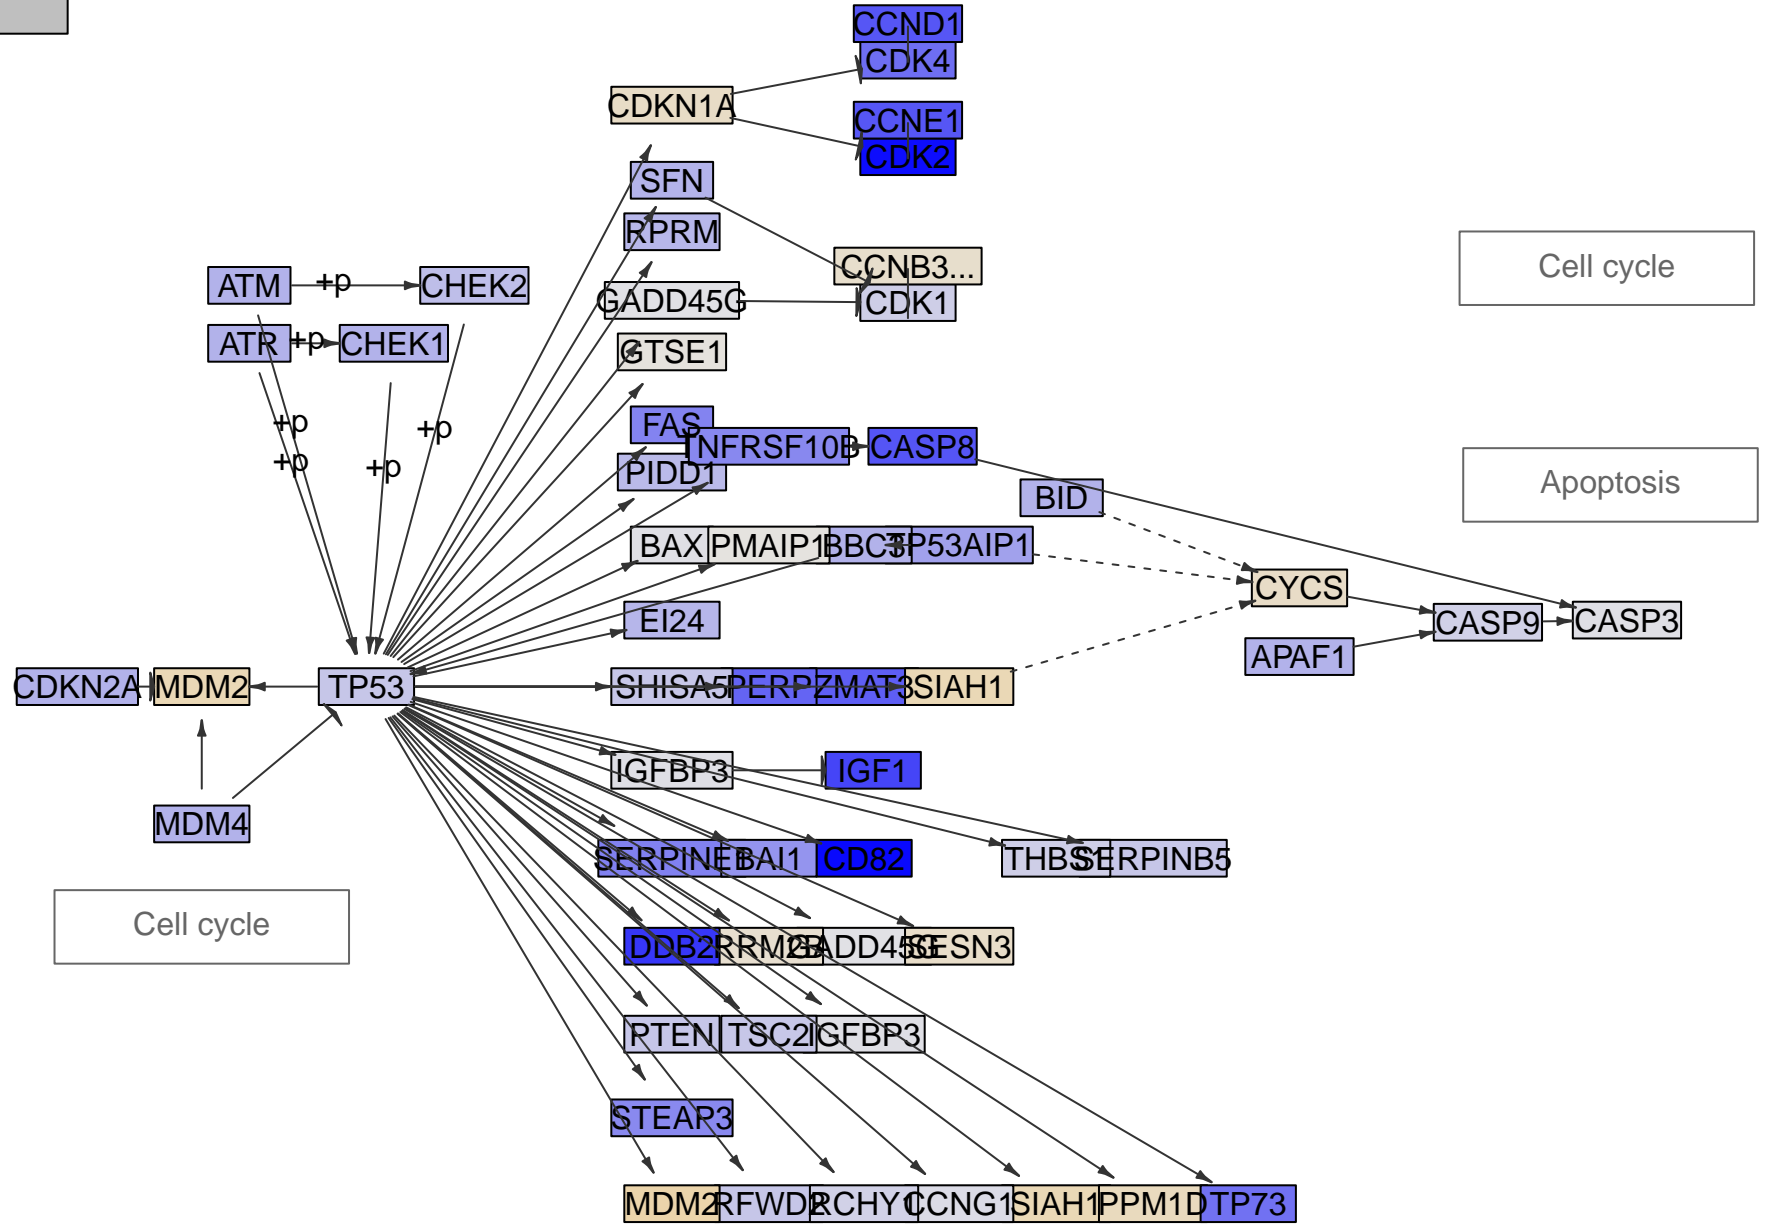 CCND1
CDK4
CDKN1A
CCNE1
CDK2
SFN
RPRM
Cell cycle
CCNB3...
ATM
+p
CHEK2
GADD45G
CDK1
ATR
+p
CHEK1
GTSE1
+p
+p
FAS
TNFRSF10B
CASP8
+p
+p
PIDD1
Apoptosis
BID
BAX
PMAIP1
BBC3
TP53AIP1
CYCS
EI24
CASP9
CASP3
APAF1
CDKN2A
MDM2
TP53
SHISA5
PERP
ZMAT3
SIAH1
IGFBP3
IGF1
MDM4
SERPINE1
BAI1
CD82
THBS1
SERPINB5
Cell cycle
DDB2
RRM2B
GADD45G
SESN3
PTEN
TSC2
IGFBP3
STEAP3
MDM2
RFWD2
RCHY1
CCNG1
SIAH1
PPM1D
TP73